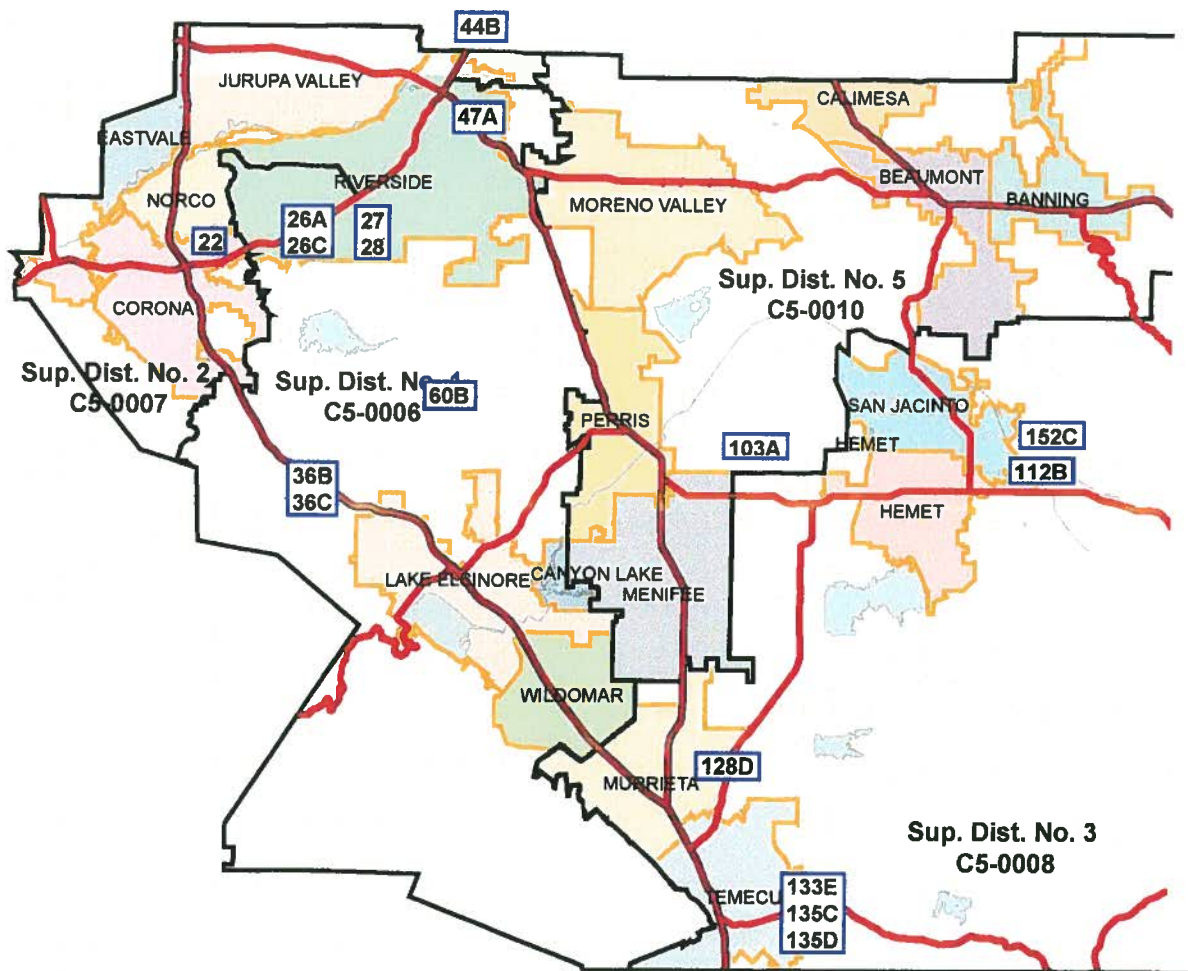 44B
JURUPA VALLEY
CALIMESA
47A
EASTVALE
RIVERSIDE
BEAUMONT
NORCO
MORENO VALLEY
BANNING
26A
26C
27
28
22
Sup. Dist. No. 5
C5-0010
CORONA
Sup. Dist. No. 2
C5-0007
Sup. Dist. No.
C5-0006
60B
SAN JACINTO
PERRIS
HEMET
103A
152C
112B
36B
36C
HEMET
LAKE ELCINORE
CANYON LAKE
MENIFEE
WILDOMAR
128D
MURRIETA
Sup. Dist. No. 3
C5-0008
TEMECU
133E
135C
135D